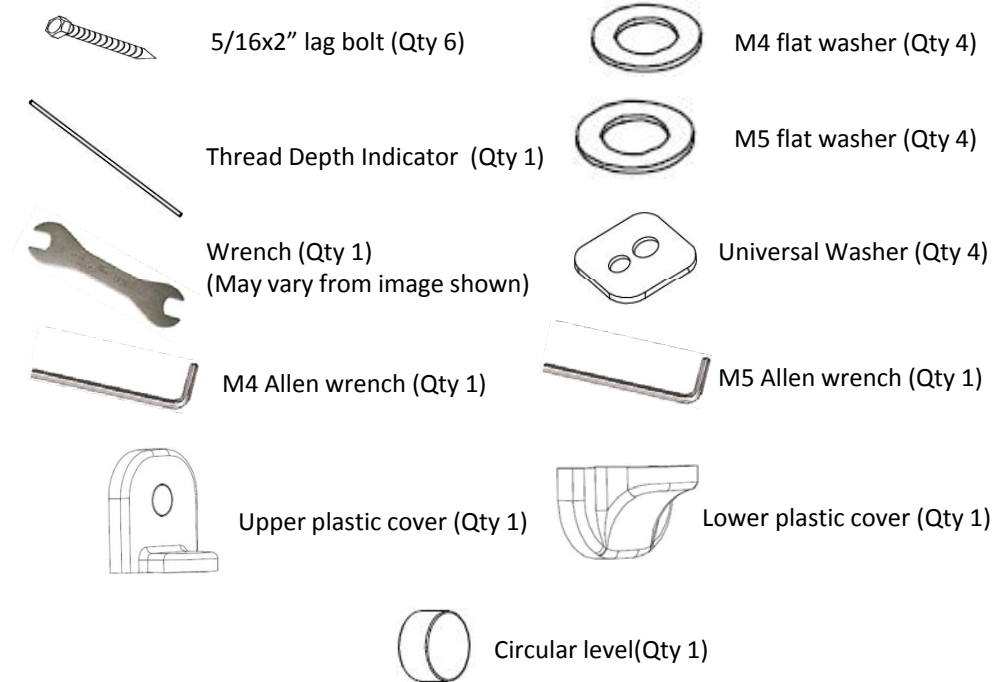 5/16x2” lag bolt (Qty 6)
M4 flat washer (Qty 4)
Thread Depth Indicator (Qty 1)
M5 flat washer (Qty 4)
Wrench (Qty 1)
(May vary from image shown)
Universal Washer (Qty 4)
M4 Allen wrench (Qty 1)
M5 Allen wrench (Qty 1)
Upper plastic cover (Qty 1)
Lower plastic cover (Qty 1)
Circular level(Qty 1)